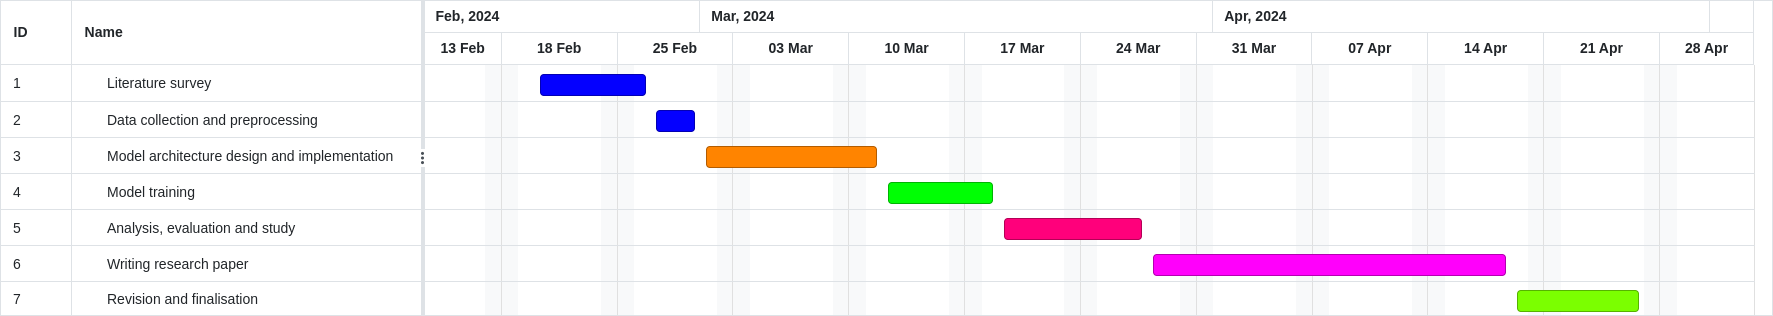 ID
Name
Feb, 2024
Mar, 2024
Apr, 2024
13 Feb
18 Feb
25 Feb
03 Mar
10 Mar
17 Mar
24 Mar
31 Mar
07 Apr
14 Apr
21 Apr
28 Apr
1 Literature survey
2 Data collection and preprocessing
3 Model architecture design and implementation
4 Model training
5 Analysis, evaluation and study
6 Writing research paper
7 Revision and finalisation